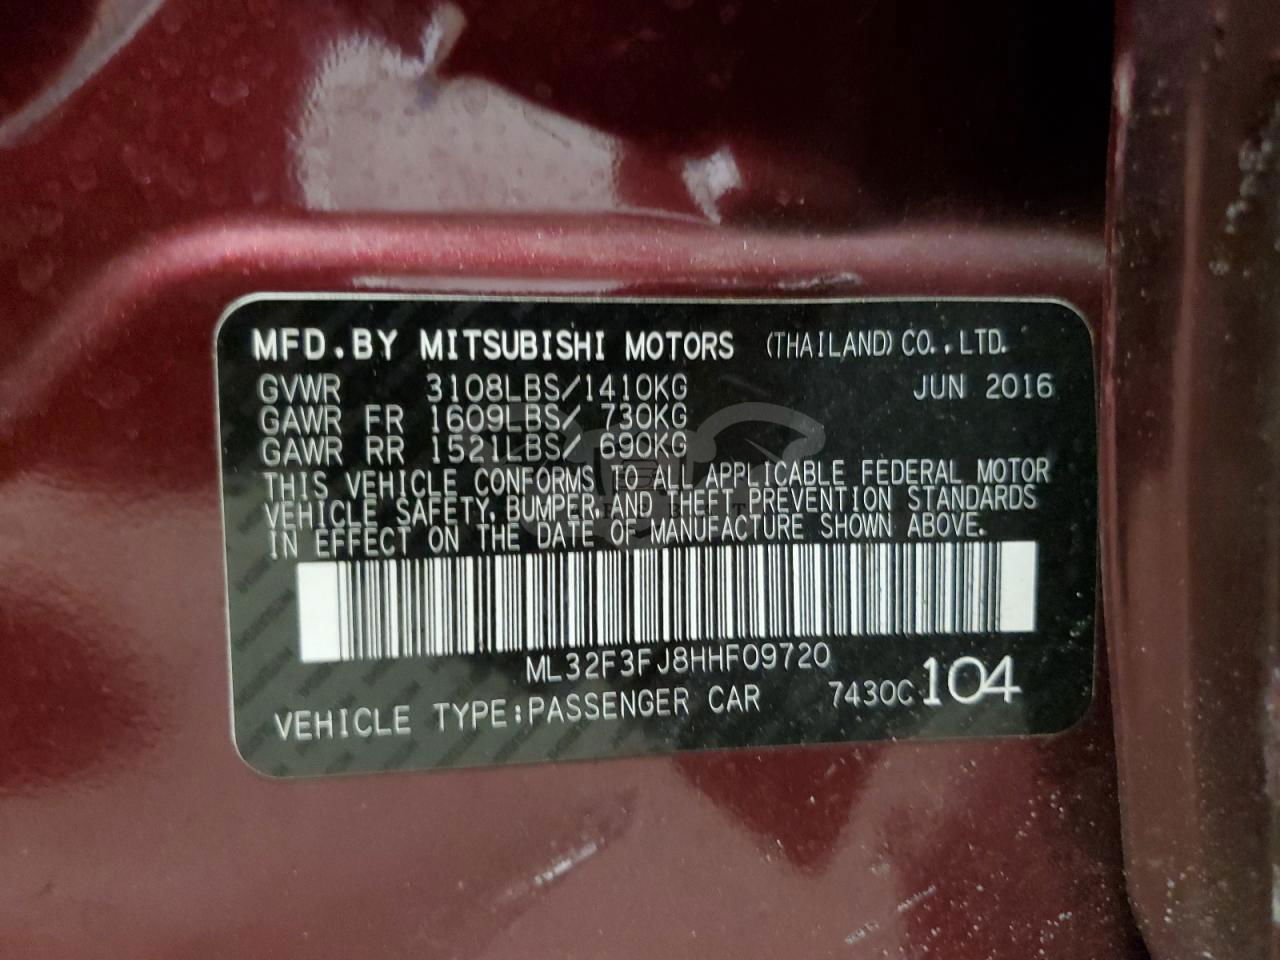 MFD.BY MITSUBISHI MOTORS (THAILAND) CO.,LTD.
GVWR 3108LBS/1410KG JUN 2016
GAWR FR 1609LBS/ 730KG
GAWR RR 1521LBS/ 690KG
THIS VEHICLE CONFORMS TO ALL APPLICABLE FEDERAL MOTOR
VEHICLE SAFETY, BUMPER, AND THEFT PREVENTION STANDARDS
IN EFFECT ON THE DATE OF MANUFACTURE SHOWN ABOVE.
ML32F3FJ8HHF09720
VEHICLE TYPE:PASSENGER CAR 7430C 104